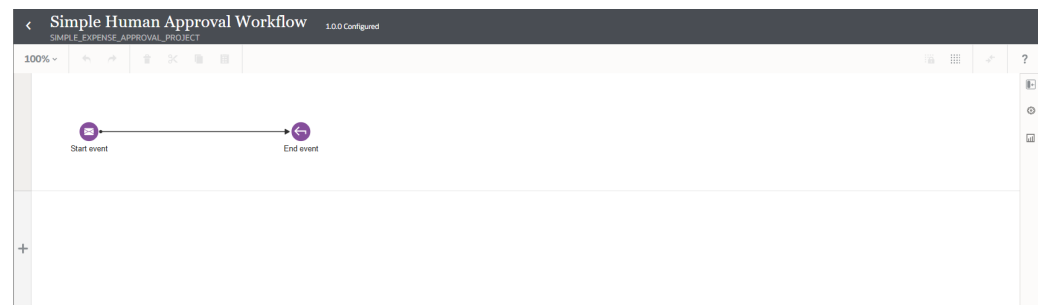 Simple Human Approval Workflow 1.0.0 Configured
SIMPLE_EXPENSE_APPROVAL_PROJECT
100%
?
Start event
End event